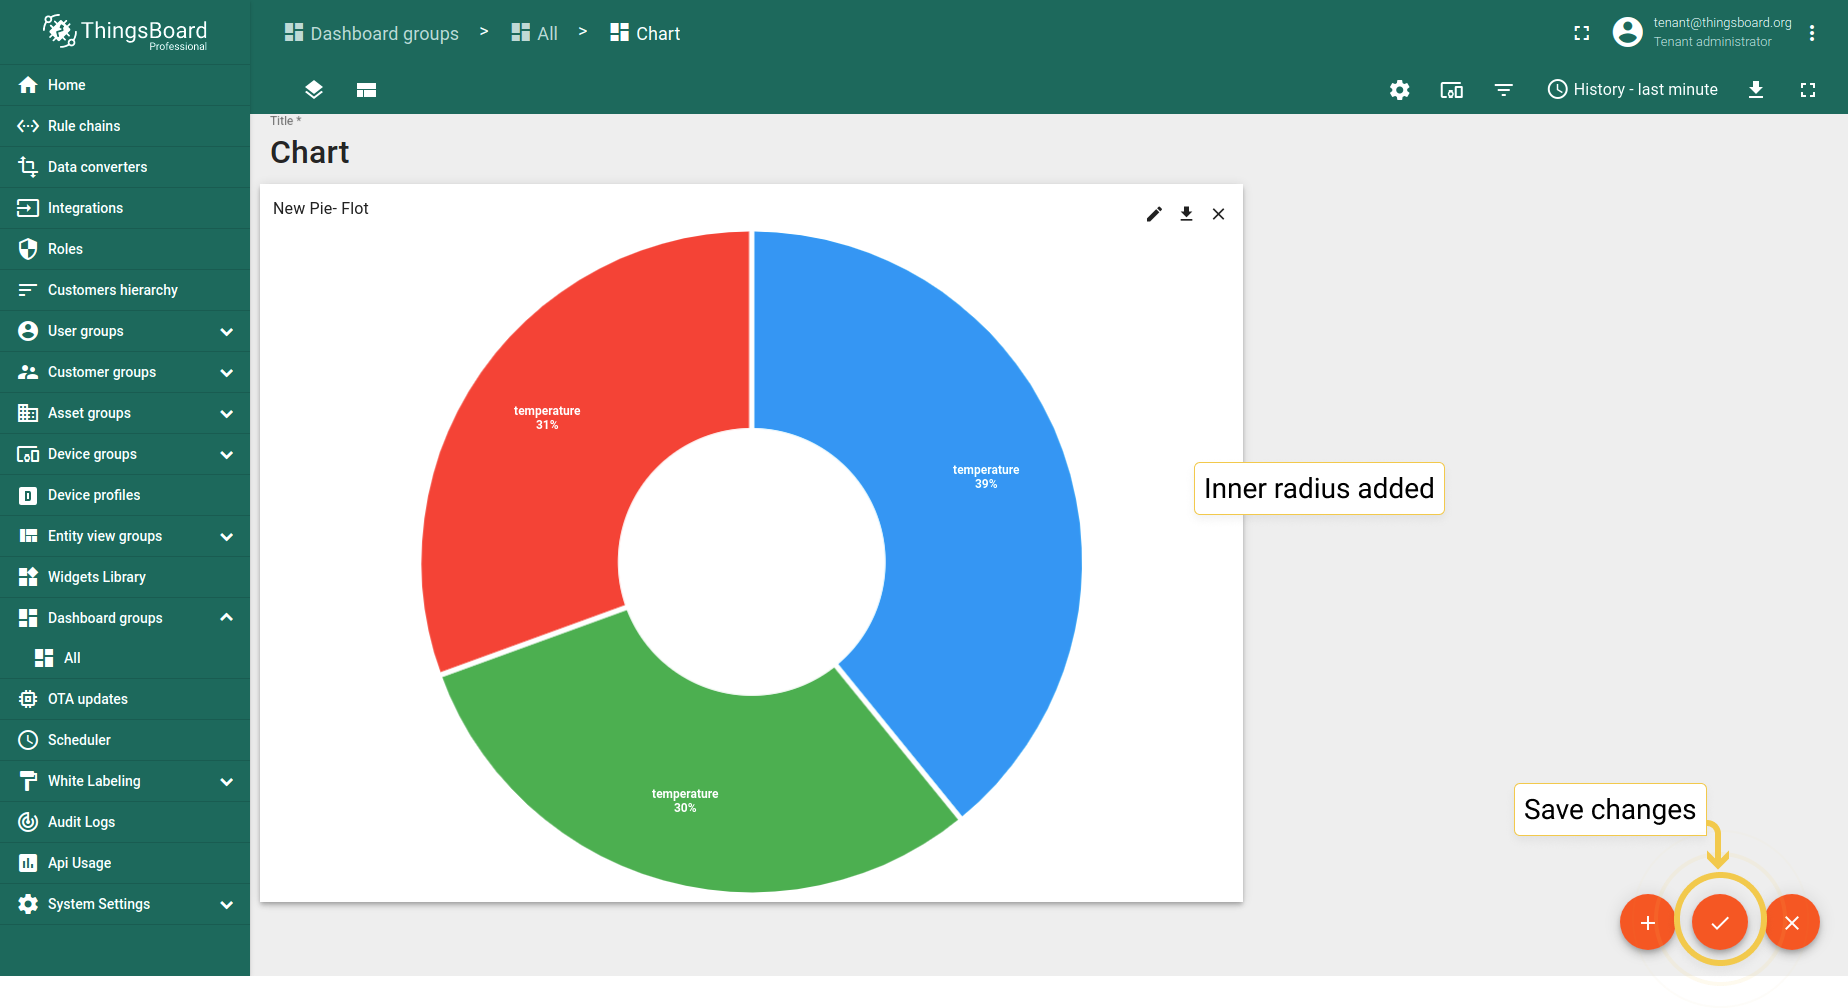 ThingsBoard
Professional
Home
Rule chains
Data converters
Integrations
Roles
Customers hierarchy
User groups
Customer groups
Asset groups
Device groups
Device profiles
Entity view groups
Widgets Library
Dashboard groups
All
OTA updates
Scheduler
White Labeling
Audit Logs
Api Usage
System Settings
Dashboard groups > All > Chart
tenant@thingsboard.org
Tenant administrator
History - last minute
Title *
Chart
New Pie- Flot
temperature
31%
temperature
39%
temperature
30%
Inner radius added
Save changes